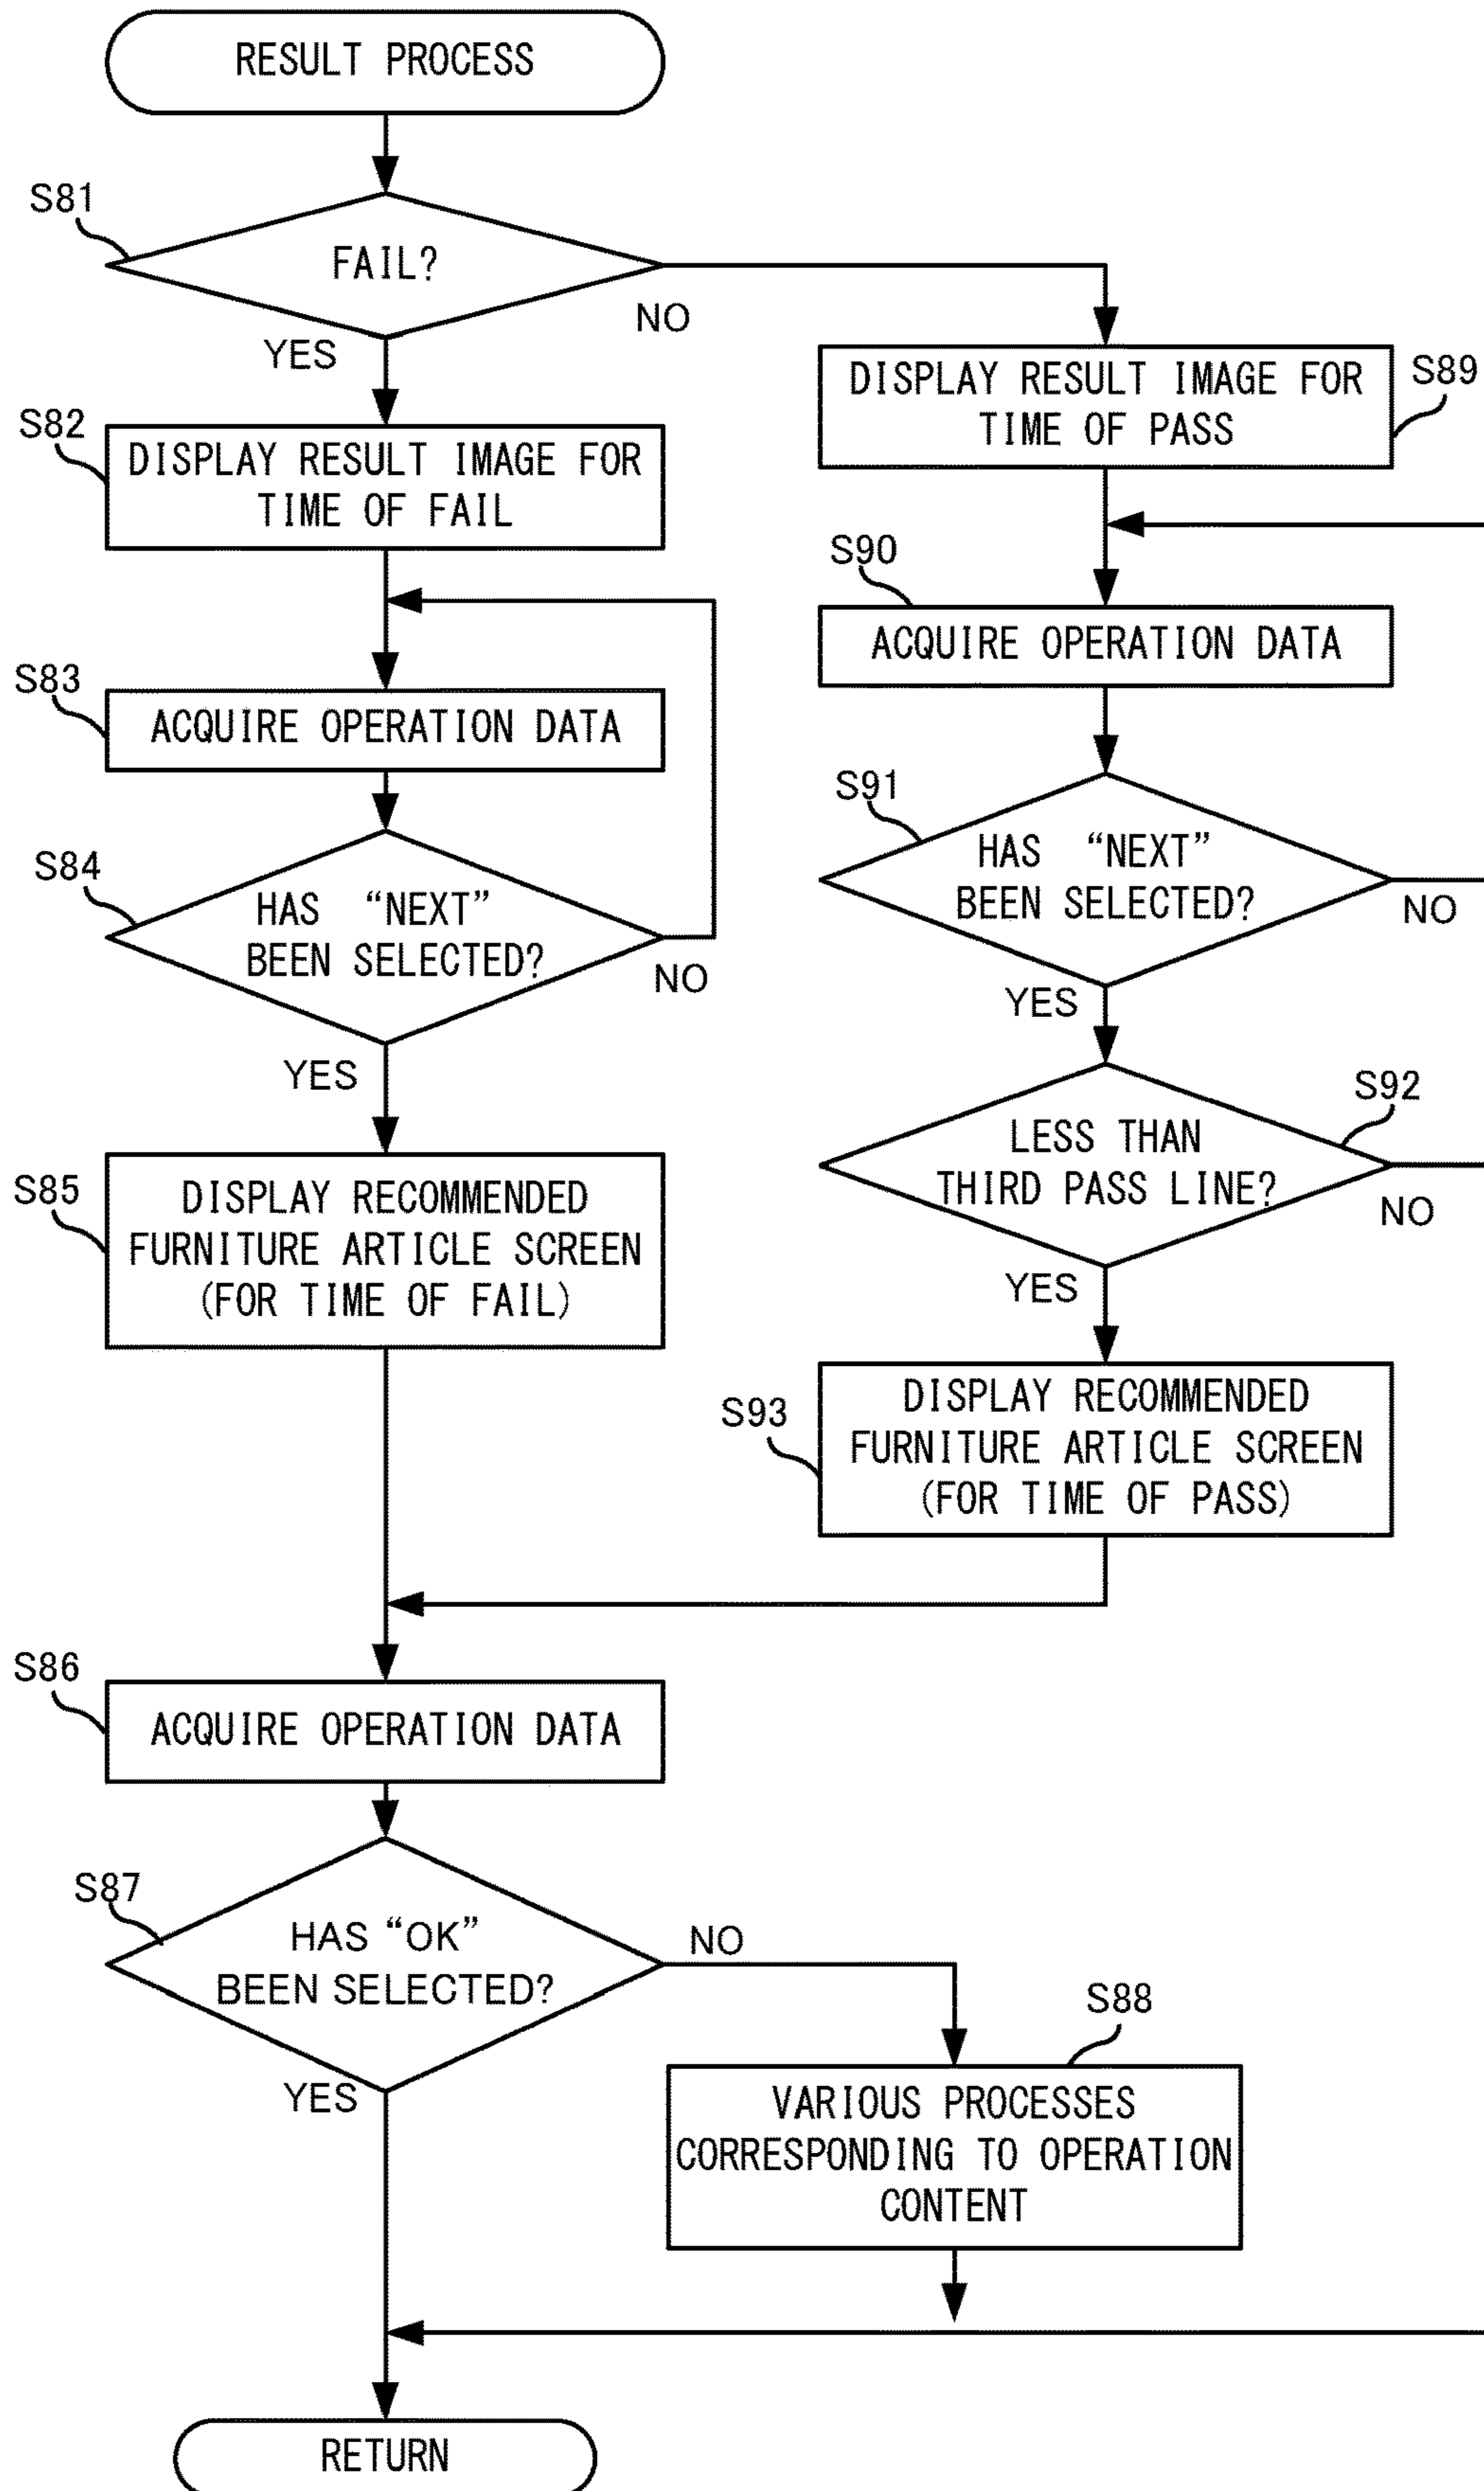 RESULT PROCESS
S81
FAIL?
NO
YES
S82
DISPLAY RESULT IMAGE FOR
TIME OF FAIL
S83
ACQUIRE OPERATION DATA
S84
HAS “NEXT”
BEEN SELECTED?
NO
YES
S85
DISPLAY RECOMMENDED
FURNITURE ARTICLE SCREEN
(FOR TIME OF FAIL)
DISPLAY RESULT IMAGE FOR
TIME OF PASS
S89
S90
ACQUIRE OPERATION DATA
S91
HAS “NEXT”
BEEN SELECTED?
NO
YES
S92
LESS THAN
THIRD PASS LINE?
NO
YES
S93
DISPLAY RECOMMENDED
FURNITURE ARTICLE SCREEN
(FOR TIME OF PASS)
S86
ACQUIRE OPERATION DATA
S87
HAS “OK”
BEEN SELECTED?
NO
YES
S88
VARIOUS PROCESSES
CORRESPONDING TO OPERATION
CONTENT
RETURN